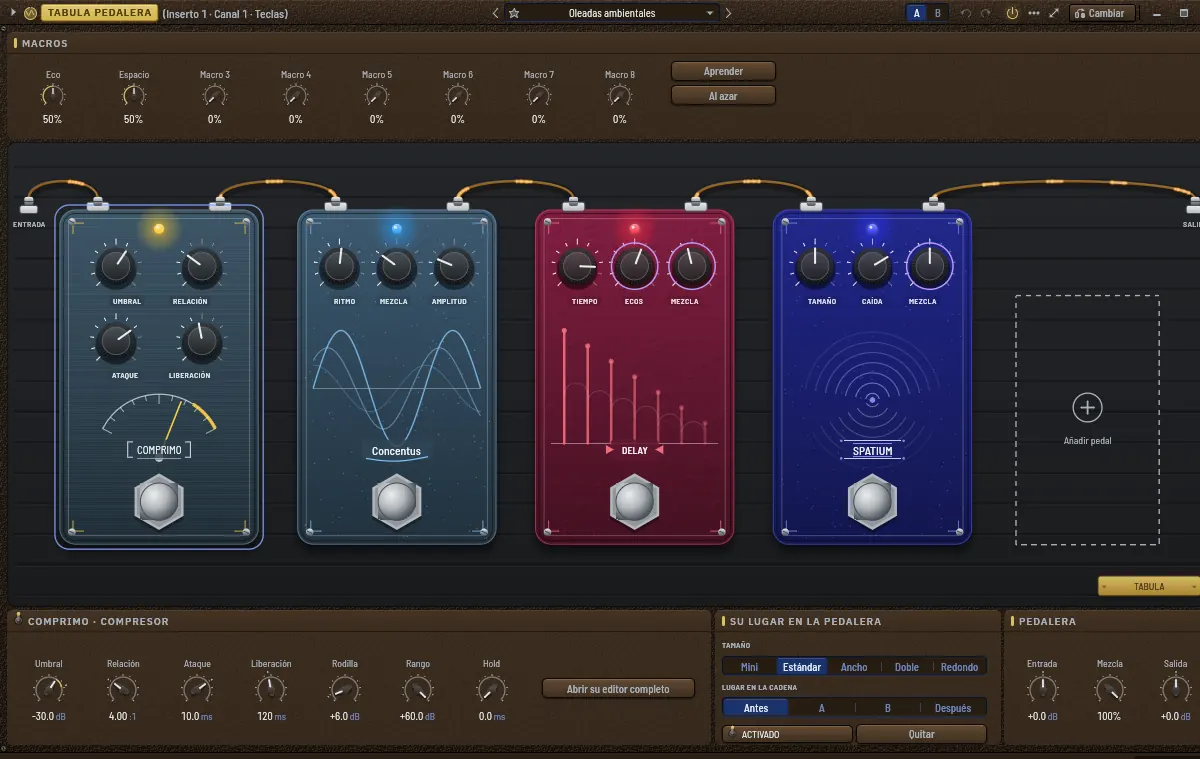 TABULA PEDALERA (Inserto 1 · Canal 1 · Teclas) Oleadas ambientales A B Cambiar
MACROS
Eco Espacio Macro 3 Macro 4 Macro 5 Macro 6 Macro 7 Macro 8 Aprender
50% 50% 0% 0% 0% 0% 0% 0% Al azar
ENTRADA
UMBRAL RELACIÓN
ATAQUE LIBERACIÓN
COMPRIMO
RITMO MEZCLA AMPLITUD
Concentus
TIEMPO ECOS MEZCLA
DELAY
TAMAÑO CAÍDA MEZCLA
SPATIUM
Añadir pedal
SALI
TABULA
COMPRIMO · COMPRESOR
Umbral Relación Ataque Liberación Rodilla Rango Hold
-30.0 dB 4.00 :1 10.0 ms 120 ms +6.0 dB +60.0 dB 0.0 ms
Abrir su editor completo
SU LUGAR EN LA PEDALERA
TAMAÑO
Mini Estándar Ancho Doble Redondo
LUGAR EN LA CADENA
Antes A B Después
ACTIVADO Quitar
PEDALERA
Entrada Mezcla Salida
+0.0 dB 100% +0.0 dB